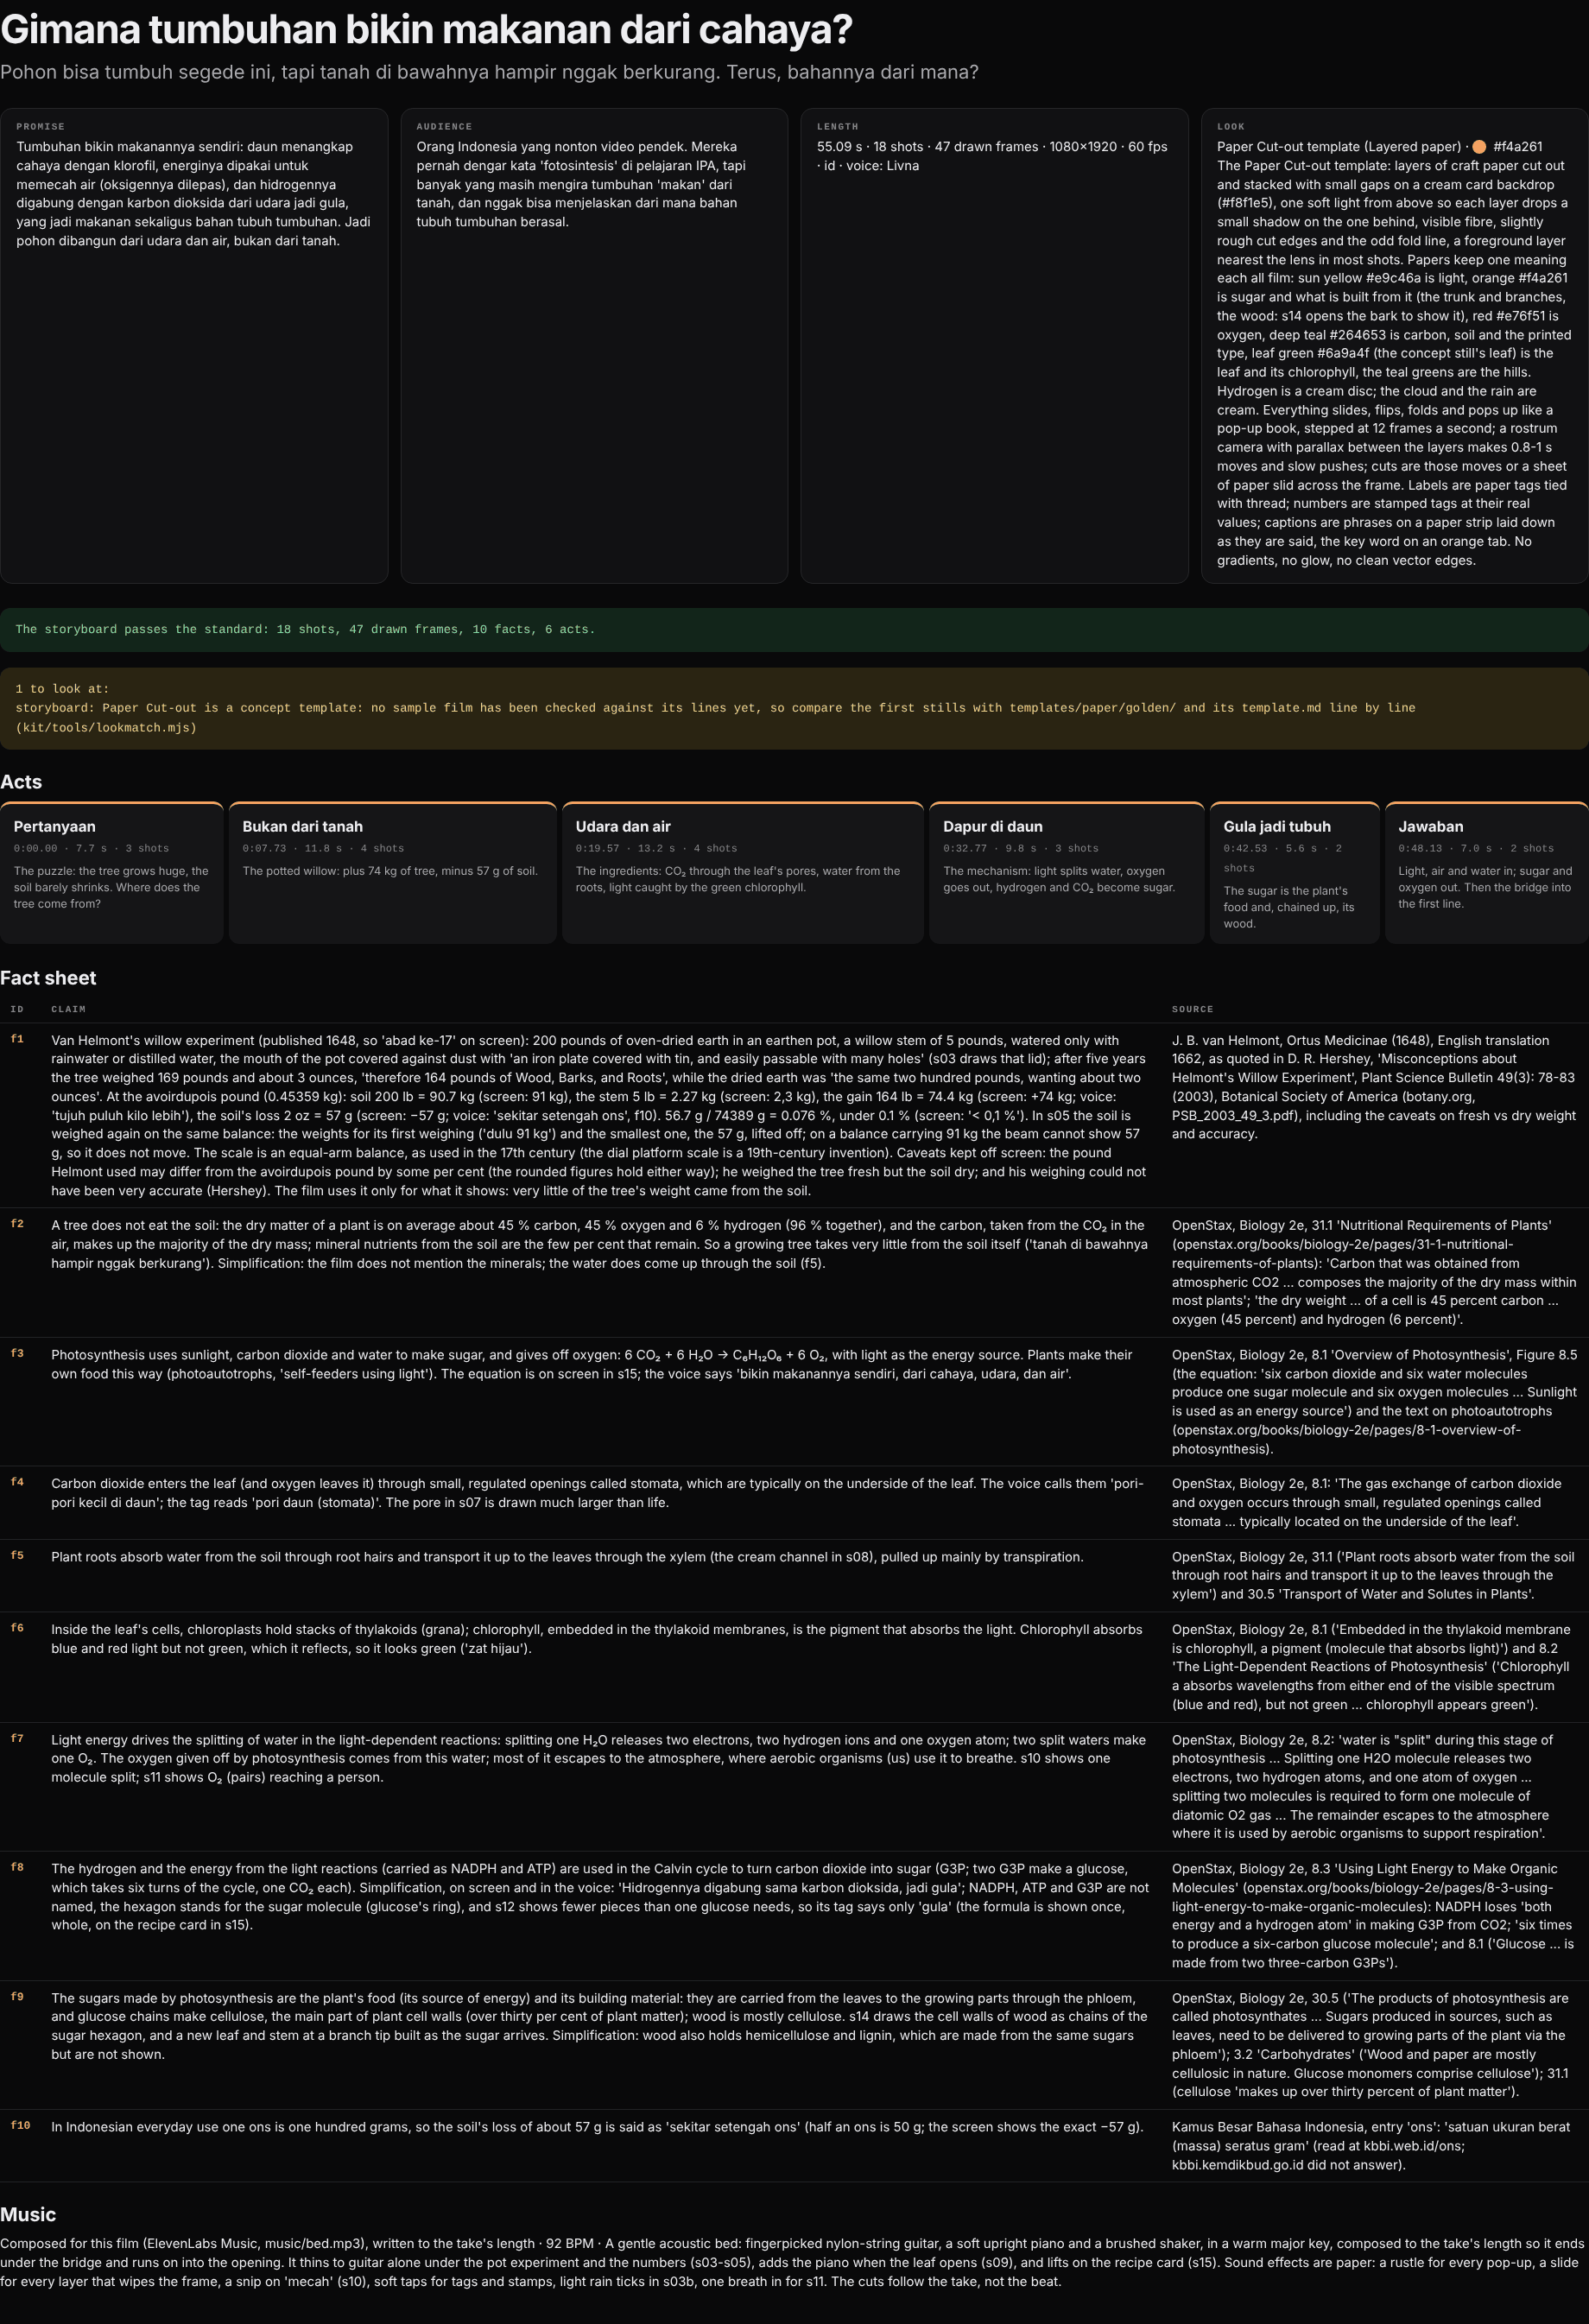 Gimana tumbuhan bikin makanan dari cahaya?
Pohon bisa tumbuh segede ini, tapi tanah di bawahnya hampir nggak berkurang. Terus, bahannya dari mana?
PROMISE
Tumbuhan bikin makanannya sendiri: daun menangkap
cahaya dengan klorofil, energinya dipakai untuk
memecah air (oksigennya dilepas), dan hidrogennya
digabung dengan karbon dioksida dari udara jadi gula,
yang jadi makanan sekaligus bahan tubuh tumbuhan. Jadi
pohon dibangun dari udara dan air, bukan dari tanah.
AUDIENCE
Orang Indonesia yang nonton video pendek. Mereka
pernah dengar kata 'fotosintesis' di pelajaran IPA, tapi
banyak yang masih mengira tumbuhan 'makan' dari
tanah, dan nggak bisa menjelaskan dari mana bahan
tubuh tumbuhan berasal.
LENGTH
55.09 s · 18 shots · 47 drawn frames · 1080×1920 · 60 fps
· id · voice: Livna
LOOK
Paper Cut-out template (Layered paper) · #f4a261
The Paper Cut-out template: layers of craft paper cut out
and stacked with small gaps on a cream card backdrop
(#f8f1e5), one soft light from above so each layer drops a
small shadow on the one behind, visible fibre, slightly
rough cut edges and the odd fold line, a foreground layer
nearest the lens in most shots. Papers keep one meaning
each all film: sun yellow #e9c46a is light, orange #f4a261
is sugar and what is built from it (the trunk and branches,
the wood: s14 opens the bark to show it), red #e76f51 is
oxygen, deep teal #264653 is carbon, soil and the printed
type, leaf green #6a9a4f (the concept still's leaf) is the
leaf and its chlorophyll, the teal greens are the hills.
Hydrogen is a cream disc; the cloud and the rain are
cream. Everything slides, flips, folds and pops up like a
pop-up book, stepped at 12 frames a second; a rostrum
camera with parallax between the layers makes 0.8-1 s
moves and slow pushes; cuts are those moves or a sheet
of paper slid across the frame. Labels are paper tags tied
with thread; numbers are stamped tags at their real
values; captions are phrases on a paper strip laid down
as they are said, the key word on an orange tab. No
gradients, no glow, no clean vector edges.
The storyboard passes the standard: 18 shots, 47 drawn frames, 10 facts, 6 acts.
1 to look at:
storyboard: Paper Cut-out is a concept template: no sample film has been checked against its lines yet, so compare the first stills with templates/paper/golden/ and its template.md line by line
(kit/tools/lookmatch.mjs)
Acts
Pertanyaan
0:00.00 · 7.7 s · 3 shots
The puzzle: the tree grows huge, the
soil barely shrinks. Where does the
tree come from?
Bukan dari tanah
0:07.73 · 11.8 s · 4 shots
The potted willow: plus 74 kg of tree, minus 57 g of soil.
Udara dan air
0:19.57 · 13.2 s · 4 shots
The ingredients: CO₂ through the leaf's pores, water from the
roots, light caught by the green chlorophyll.
Dapur di daun
0:32.77 · 9.8 s · 3 shots
The mechanism: light splits water, oxygen
goes out, hydrogen and CO₂ become sugar.
Gula jadi tubuh
0:42.53 · 5.6 s · 2
shots
The sugar is the plant's
food and, chained up, its
wood.
Jawaban
0:48.13 · 7.0 s · 2 shots
Light, air and water in; sugar and
oxygen out. Then the bridge into
the first line.
Fact sheet
ID CLAIM SOURCE
f1
Van Helmont's willow experiment (published 1648, so 'abad ke-17' on screen): 200 pounds of oven-dried earth in an earthen pot, a willow stem of 5 pounds, watered only with
rainwater or distilled water, the mouth of the pot covered against dust with 'an iron plate covered with tin, and easily passable with many holes' (s03 draws that lid); after five years
the tree weighed 169 pounds and about 3 ounces, 'therefore 164 pounds of Wood, Barks, and Roots', while the dried earth was 'the same two hundred pounds, wanting about two
ounces'. At the avoirdupois pound (0.45359 kg): soil 200 lb = 90.7 kg (screen: 91 kg), the stem 5 lb = 2.27 kg (screen: 2,3 kg), the gain 164 lb = 74.4 kg (screen: +74 kg; voice:
'tujuh puluh kilo lebih'), the soil's loss 2 oz = 57 g (screen: −57 g; voice: 'sekitar setengah ons', f10). 56.7 g / 74389 g = 0.076 %, under 0.1 % (screen: '< 0,1 %'). In s05 the soil is
weighed again on the same balance: the weights for its first weighing ('dulu 91 kg') and the smallest one, the 57 g, lifted off; on a balance carrying 91 kg the beam cannot show 57
g, so it does not move. The scale is an equal-arm balance, as used in the 17th century (the dial platform scale is a 19th-century invention). Caveats kept off screen: the pound
Helmont used may differ from the avoirdupois pound by some per cent (the rounded figures hold either way); he weighed the tree fresh but the soil dry; and his weighing could not
have been very accurate (Hershey). The film uses it only for what it shows: very little of the tree's weight came from the soil.
J. B. van Helmont, Ortus Medicinae (1648), English translation
1662, as quoted in D. R. Hershey, 'Misconceptions about
Helmont's Willow Experiment', Plant Science Bulletin 49(3): 78-83
(2003), Botanical Society of America (botany.org,
PSB_2003_49_3.pdf), including the caveats on fresh vs dry weight
and accuracy.
f2
A tree does not eat the soil: the dry matter of a plant is on average about 45 % carbon, 45 % oxygen and 6 % hydrogen (96 % together), and the carbon, taken from the CO₂ in the
air, makes up the majority of the dry mass; mineral nutrients from the soil are the few per cent that remain. So a growing tree takes very little from the soil itself ('tanah di bawahnya
hampir nggak berkurang'). Simplification: the film does not mention the minerals; the water does come up through the soil (f5).
OpenStax, Biology 2e, 31.1 'Nutritional Requirements of Plants'
(openstax.org/books/biology-2e/pages/31-1-nutritional-
requirements-of-plants): 'Carbon that was obtained from
atmospheric CO2 ... composes the majority of the dry mass within
most plants'; 'the dry weight ... of a cell is 45 percent carbon ...
oxygen (45 percent) and hydrogen (6 percent)'.
f3
Photosynthesis uses sunlight, carbon dioxide and water to make sugar, and gives off oxygen: 6 CO₂ + 6 H₂O → C₆H₁₂O₆ + 6 O₂, with light as the energy source. Plants make their
own food this way (photoautotrophs, 'self-feeders using light'). The equation is on screen in s15; the voice says 'bikin makanannya sendiri, dari cahaya, udara, dan air'.
OpenStax, Biology 2e, 8.1 'Overview of Photosynthesis', Figure 8.5
(the equation: 'six carbon dioxide and six water molecules
produce one sugar molecule and six oxygen molecules ... Sunlight
is used as an energy source') and the text on photoautotrophs
(openstax.org/books/biology-2e/pages/8-1-overview-of-
photosynthesis).
f4
Carbon dioxide enters the leaf (and oxygen leaves it) through small, regulated openings called stomata, which are typically on the underside of the leaf. The voice calls them 'pori-
pori kecil di daun'; the tag reads 'pori daun (stomata)'. The pore in s07 is drawn much larger than life.
OpenStax, Biology 2e, 8.1: 'The gas exchange of carbon dioxide
and oxygen occurs through small, regulated openings called
stomata ... typically located on the underside of the leaf'.
f5
Plant roots absorb water from the soil through root hairs and transport it up to the leaves through the xylem (the cream channel in s08), pulled up mainly by transpiration.
OpenStax, Biology 2e, 31.1 ('Plant roots absorb water from the soil
through root hairs and transport it up to the leaves through the
xylem') and 30.5 'Transport of Water and Solutes in Plants'.
f6
Inside the leaf's cells, chloroplasts hold stacks of thylakoids (grana); chlorophyll, embedded in the thylakoid membranes, is the pigment that absorbs the light. Chlorophyll absorbs
blue and red light but not green, which it reflects, so it looks green ('zat hijau').
OpenStax, Biology 2e, 8.1 ('Embedded in the thylakoid membrane
is chlorophyll, a pigment (molecule that absorbs light)') and 8.2
'The Light-Dependent Reactions of Photosynthesis' ('Chlorophyll
a absorbs wavelengths from either end of the visible spectrum
(blue and red), but not green ... chlorophyll appears green').
f7
Light energy drives the splitting of water in the light-dependent reactions: splitting one H₂O releases two electrons, two hydrogen ions and one oxygen atom; two split waters make
one O₂. The oxygen given off by photosynthesis comes from this water; most of it escapes to the atmosphere, where aerobic organisms (us) use it to breathe. s10 shows one
molecule split; s11 shows O₂ (pairs) reaching a person.
OpenStax, Biology 2e, 8.2: 'water is "split" during this stage of
photosynthesis ... Splitting one H2O molecule releases two
electrons, two hydrogen atoms, and one atom of oxygen ...
splitting two molecules is required to form one molecule of
diatomic O2 gas ... The remainder escapes to the atmosphere
where it is used by aerobic organisms to support respiration'.
f8
The hydrogen and the energy from the light reactions (carried as NADPH and ATP) are used in the Calvin cycle to turn carbon dioxide into sugar (G3P; two G3P make a glucose,
which takes six turns of the cycle, one CO₂ each). Simplification, on screen and in the voice: 'Hidrogennya digabung sama karbon dioksida, jadi gula'; NADPH, ATP and G3P are not
named, the hexagon stands for the sugar molecule (glucose's ring), and s12 shows fewer pieces than one glucose needs, so its tag says only 'gula' (the formula is shown once,
whole, on the recipe card in s15).
OpenStax, Biology 2e, 8.3 'Using Light Energy to Make Organic
Molecules' (openstax.org/books/biology-2e/pages/8-3-using-
light-energy-to-make-organic-molecules): NADPH loses 'both
energy and a hydrogen atom' in making G3P from CO2; 'six times
to produce a six-carbon glucose molecule'; and 8.1 ('Glucose ... is
made from two three-carbon G3Ps').
f9
The sugars made by photosynthesis are the plant's food (its source of energy) and its building material: they are carried from the leaves to the growing parts through the phloem,
and glucose chains make cellulose, the main part of plant cell walls (over thirty per cent of plant matter); wood is mostly cellulose. s14 draws the cell walls of wood as chains of the
sugar hexagon, and a new leaf and stem at a branch tip built as the sugar arrives. Simplification: wood also holds hemicellulose and lignin, which are made from the same sugars
but are not shown.
OpenStax, Biology 2e, 30.5 ('The products of photosynthesis are
called photosynthates ... Sugars produced in sources, such as
leaves, need to be delivered to growing parts of the plant via the
phloem'); 3.2 'Carbohydrates' ('Wood and paper are mostly
cellulosic in nature. Glucose monomers comprise cellulose'); 31.1
(cellulose 'makes up over thirty percent of plant matter').
f10
In Indonesian everyday use one ons is one hundred grams, so the soil's loss of about 57 g is said as 'sekitar setengah ons' (half an ons is 50 g; the screen shows the exact −57 g).
Kamus Besar Bahasa Indonesia, entry 'ons': 'satuan ukuran berat
(massa) seratus gram' (read at kbbi.web.id/ons;
kbbi.kemdikbud.go.id did not answer).
Music
Composed for this film (ElevenLabs Music, music/bed.mp3), written to the take's length · 92 BPM · A gentle acoustic bed: fingerpicked nylon-string guitar, a soft upright piano and a brushed shaker, in a warm major key, composed to the take's length so it ends
under the bridge and runs on into the opening. It thins to guitar alone under the pot experiment and the numbers (s03-s05), adds the piano when the leaf opens (s09), and lifts on the recipe card (s15). Sound effects are paper: a rustle for every pop-up, a slide
for every layer that wipes the frame, a snip on 'mecah' (s10), soft taps for tags and stamps, light rain ticks in s03b, one breath in for s11. The cuts follow the take, not the beat.